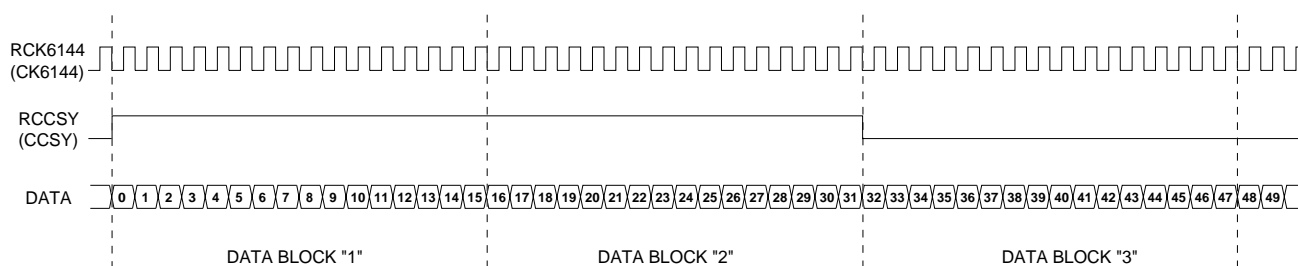 RCK6144
(CK6144)
RCCSY
(CCSY)
DATA 0 1 2 3 4 5 6 7 8 9 10 11 12 13 14 15 16 17 18 19 20 21 22 23 24 25 26 27 28 29 30 31 32 33 34 35 36 37 38 39 40 41 42 43 44 45 46 47 48 49
DATA BLOCK "1" DATA BLOCK "2" DATA BLOCK "3"